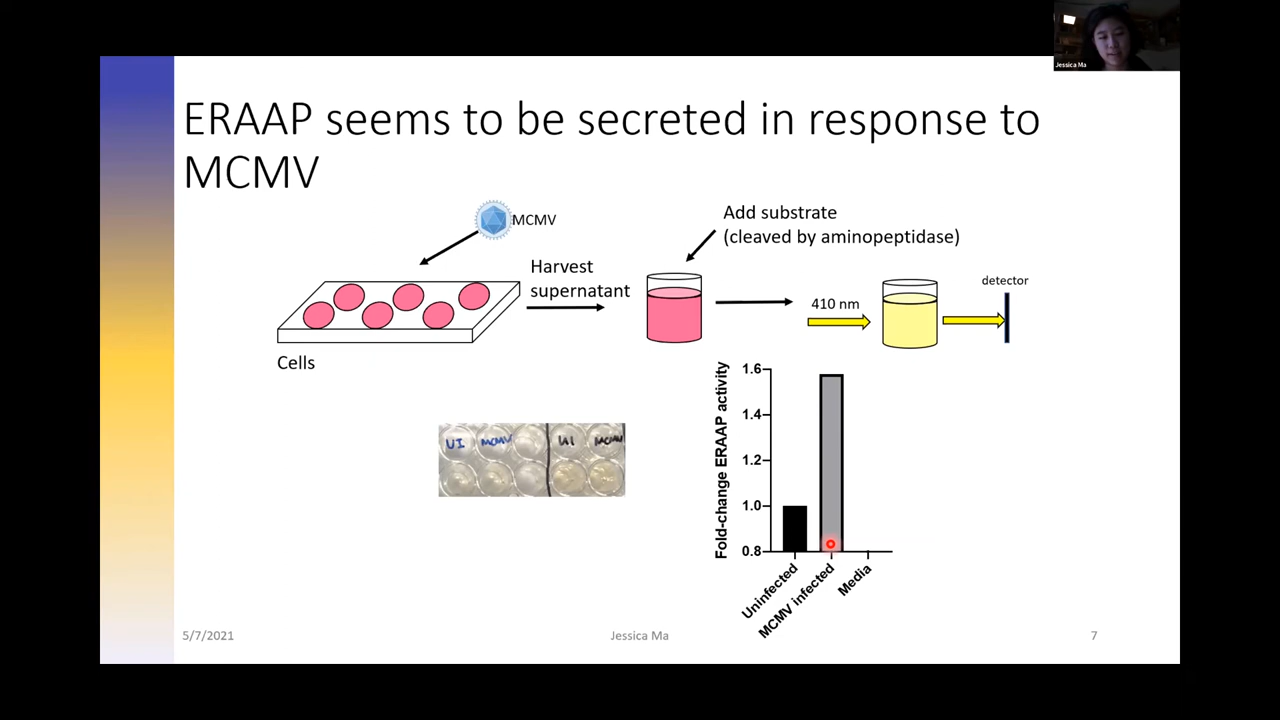 Jessica Ma
ERAAP seems to be secreted in response to
MCMV
MCMV
Add substrate
(cleaved by aminopeptidase)
Harvest
supernatant
410 nm
detector
Cells
UI MCMV UI MCMV
Fold-change ERAAP activity
1.6
1.4
1.2
1.0
0.8
Uninfected
MCMV infected
Media
5/7/2021
Jessica Ma
7